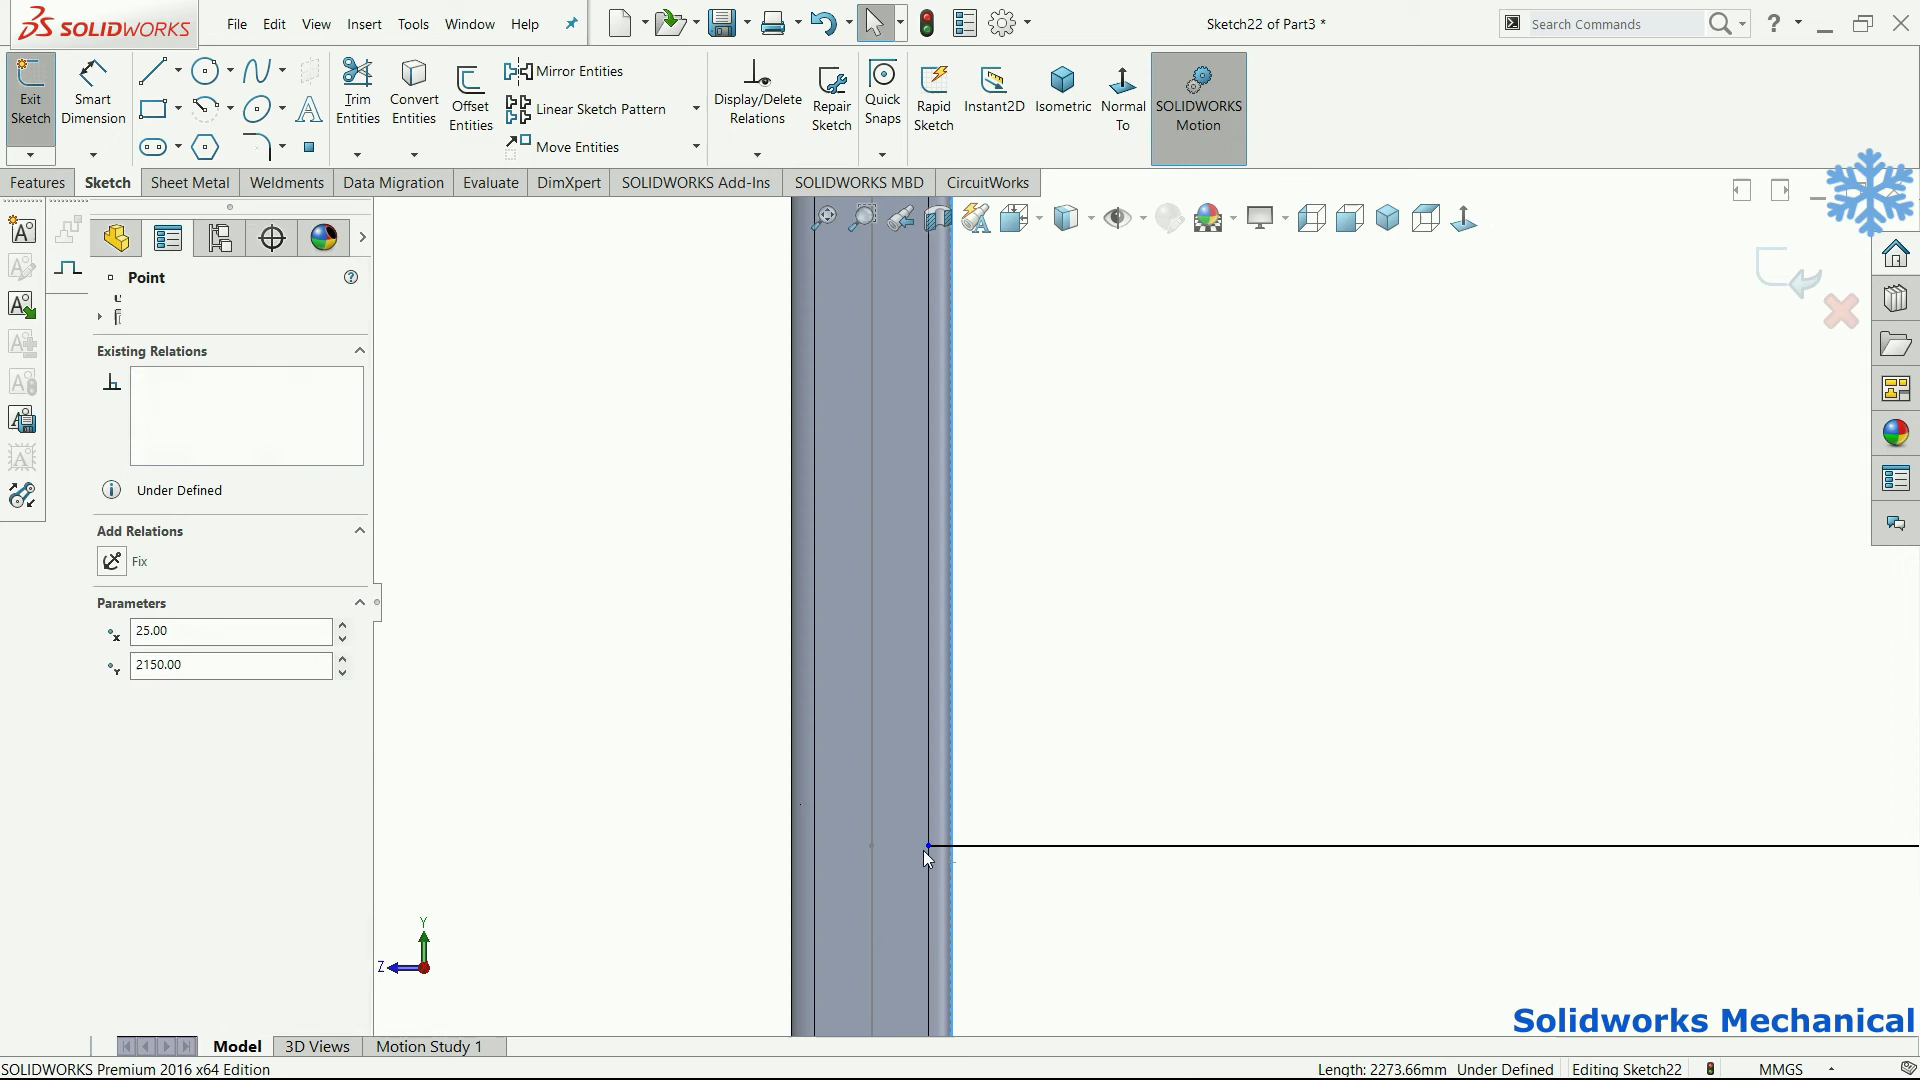 SOLIDWORKS
File Edit View Insert Tools Window Help
Sketch22 of Part3 *
Search Commands
Exit Sketch
Smart Dimension
Trim Entities
Convert Entities
Offset Entities
Mirror Entities
Linear Sketch Pattern
Move Entities
Display/Delete Relations
Repair Sketch
Quick Snaps
Rapid Sketch
Instant2D
Isometric
Normal To
SOLIDWORKS Motion
Features Sketch Sheet Metal Weldments Data Migration Evaluate DimXpert SOLIDWORKS Add-Ins SOLIDWORKS MBD CircuitWorks
Point
Existing Relations
Under Defined
Add Relations
Fix
Parameters
x 25.00
Y 2150.00
Y
Z
Solidworks Mechanical
Model 3D Views Motion Study 1
SOLIDWORKS Premium 2016 x64 Edition
Length: 2273.66mm Under Defined Editing Sketch22 MMGS